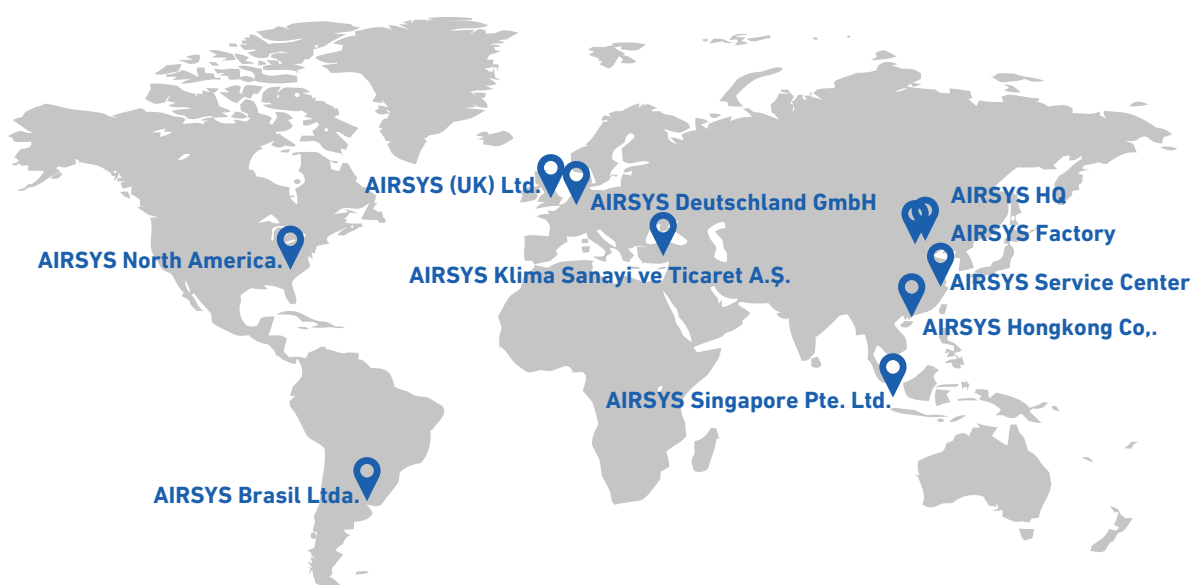 AIRSYS (UK) Ltd.
AIRSYS Deutschland GmbH
AIRSYS HQ
AIRSYS Factory
AIRSYS North America.
AIRSYS Klima Sanayi ve Ticaret A.Ş.
AIRSYS Service Center
AIRSYS Hongkong Co,.
AIRSYS Singapore Pte. Ltd.
AIRSYS Brasil Ltda.